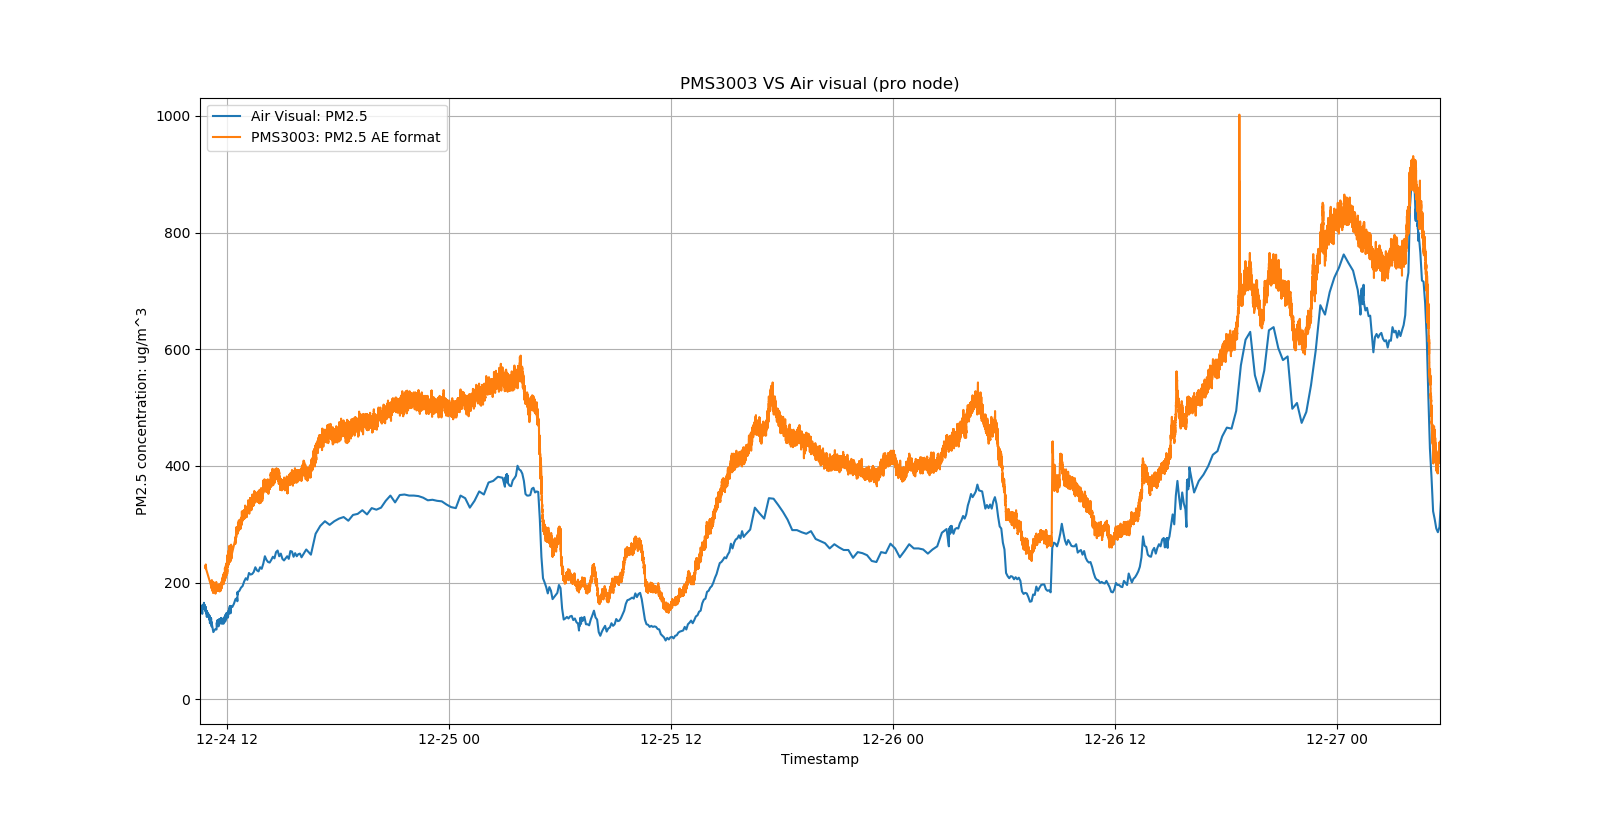 PMS3003 VS Air visual (pro node)
Air Visual: PM2.5
PMS3003: PM2.5 AE format
1000
800
600
400
200
0
PM2.5 concentration: ug/m^3
12-24 12
12-25 00
12-25 12
12-26 00
12-26 12
12-27 00
Timestamp